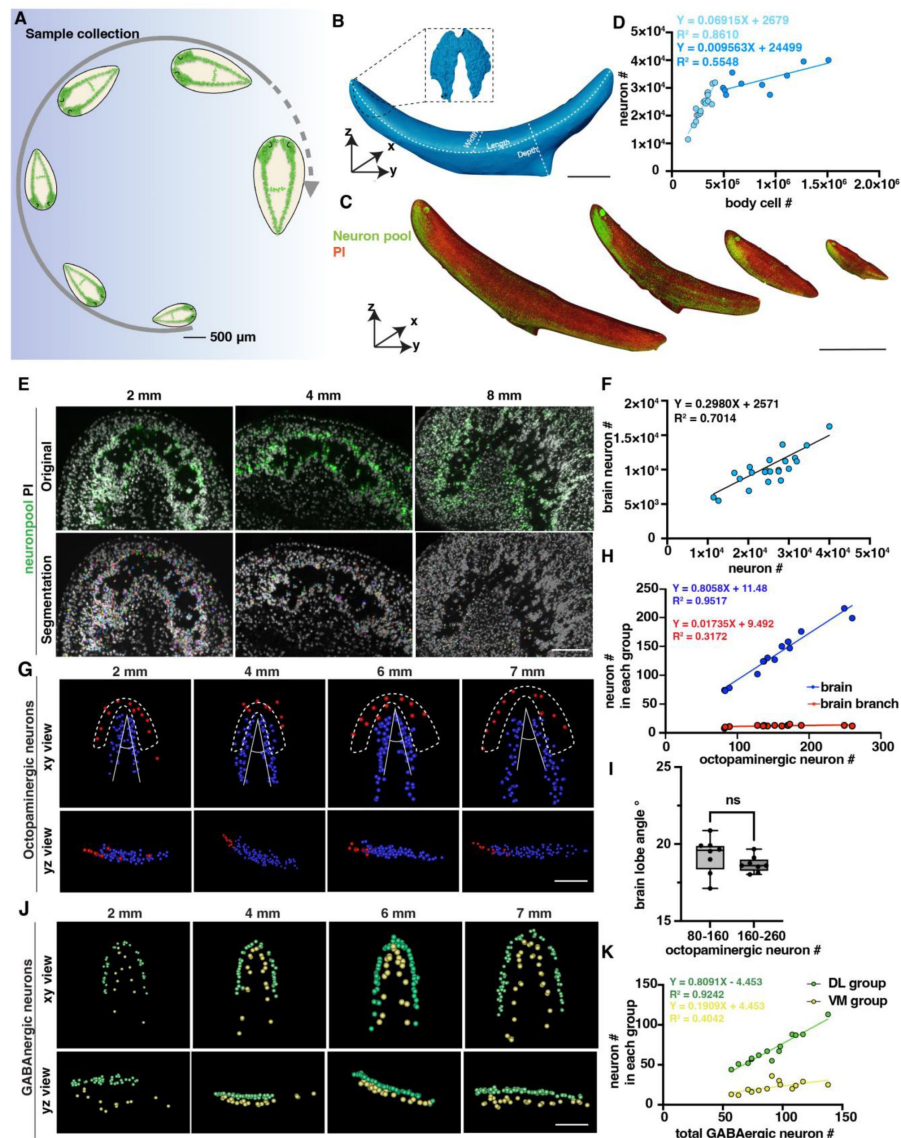 A
Sample collection
500 µm
B
Width
Length
Depth
z
x
y
C
Neuron pool
PI
z
x
y
D
Y = 0.06915X + 2679
R² = 0.8610
Y = 0.009563X + 24499
R² = 0.5548
neuron #
5×10⁴
4×10⁴
3×10⁴
2×10⁴
1×10⁴
0
0 5×10⁵ 1.0×10⁶ 1.5×10⁶ 2.0×10⁶
body cell #
E
2 mm 4 mm 8 mm
neuronpool PI
Original
Segmentation
F
Y = 0.2980X + 2571
R² = 0.7014
brain neuron #
2×10⁴
1.5×10⁴
1×10⁴
5×10³
0
0 1×10⁴ 2×10⁴ 3×10⁴ 4×10⁴ 5×10⁴
neuron #
G
2 mm 4 mm 6 mm 7 mm
Octopaminergic neurons
xy view
yz view
H
Y = 0.8058X + 11.48
R² = 0.9517
Y = 0.01735X + 9.492
R² = 0.3172
neuron #
in each group
250
200
150
100
50
0
brain
brain branch
100 200 300
octopaminergic neuron #
I
ns
brain lobe angle °
25
20
15
80-160 160-260
octopaminergic neuron #
J
2 mm 4 mm 6 mm 7 mm
GABAnergic neurons
xy view
yz view
K
Y = 0.8091X - 4.453
R² = 0.9242
Y = 0.1909X + 4.453
R² = 0.4042
DL group
VM group
neuron #
in each group
150
100
50
0
0 50 100 150
total GABAergic neuron #